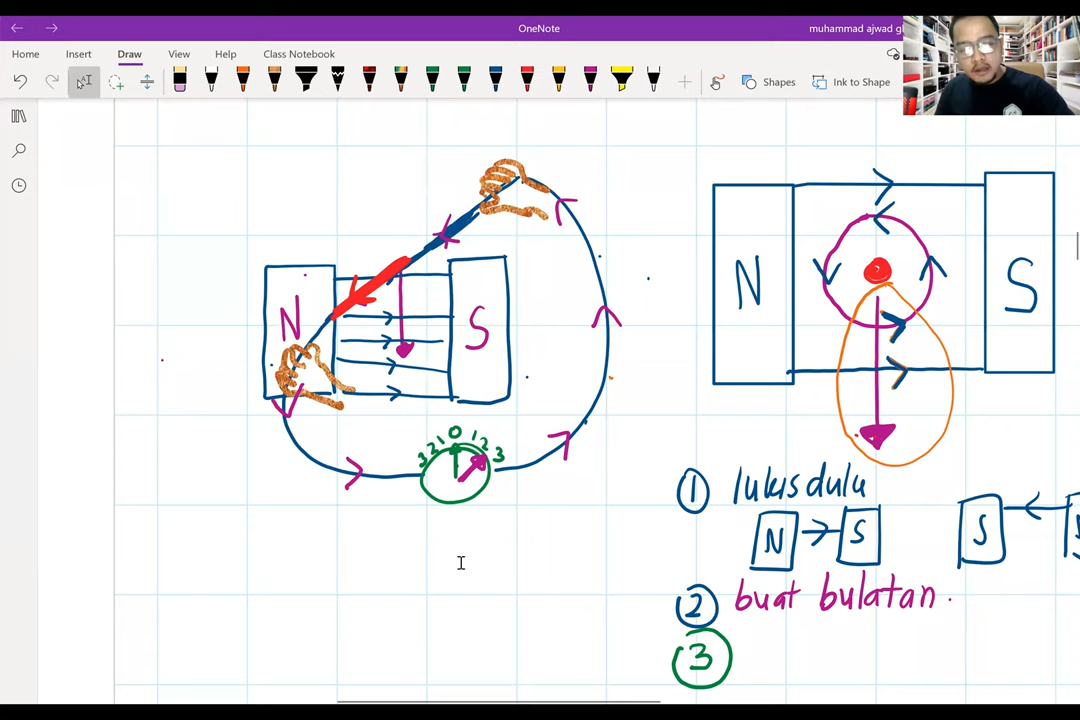 OneNote
muhammad ajwad
Home Insert Draw View Help Class Notebook
Shapes Ink to Shape
N S
3 2 1 0 1 2 3
N S
1 lukis dulu
N S S
2 buat bulatan.
3